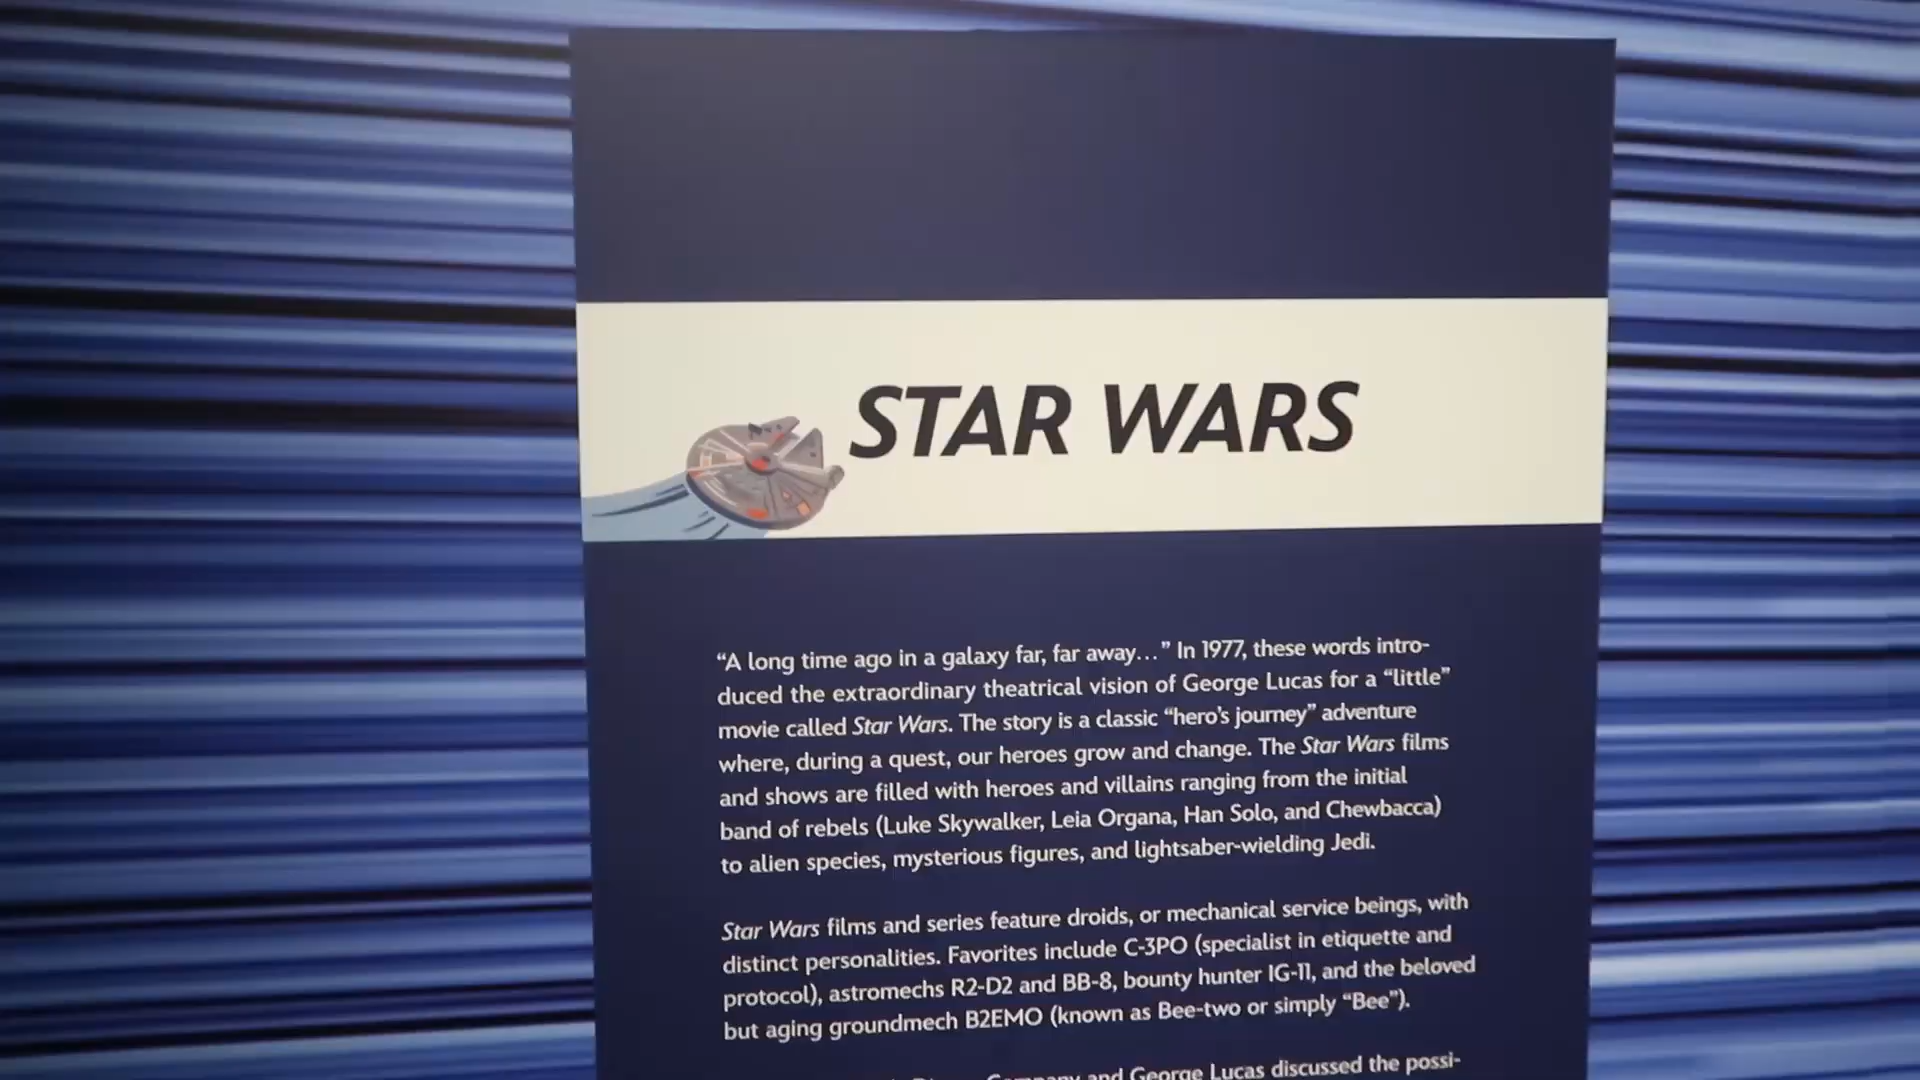 STAR WARS
“A long time ago in a galaxy far, far away…” In 1977, these words intro-
duced the extraordinary theatrical vision of George Lucas for a “little”
movie called Star Wars. The story is a classic “hero’s journey” adventure
where, during a quest, our heroes grow and change. The Star Wars films
and shows are filled with heroes and villains ranging from the initial
band of rebels (Luke Skywalker, Leia Organa, Han Solo, and Chewbacca)
to alien species, mysterious figures, and lightsaber-wielding Jedi.
Star Wars films and series feature droids, or mechanical service beings, with
distinct personalities. Favorites include C-3PO (specialist in etiquette and
protocol), astromechs R2-D2 and BB-8, bounty hunter IG-11, and the beloved
but aging groundmech B2EMO (known as Bee-two or simply “Bee”).
Company and George Lucas discussed the possi-